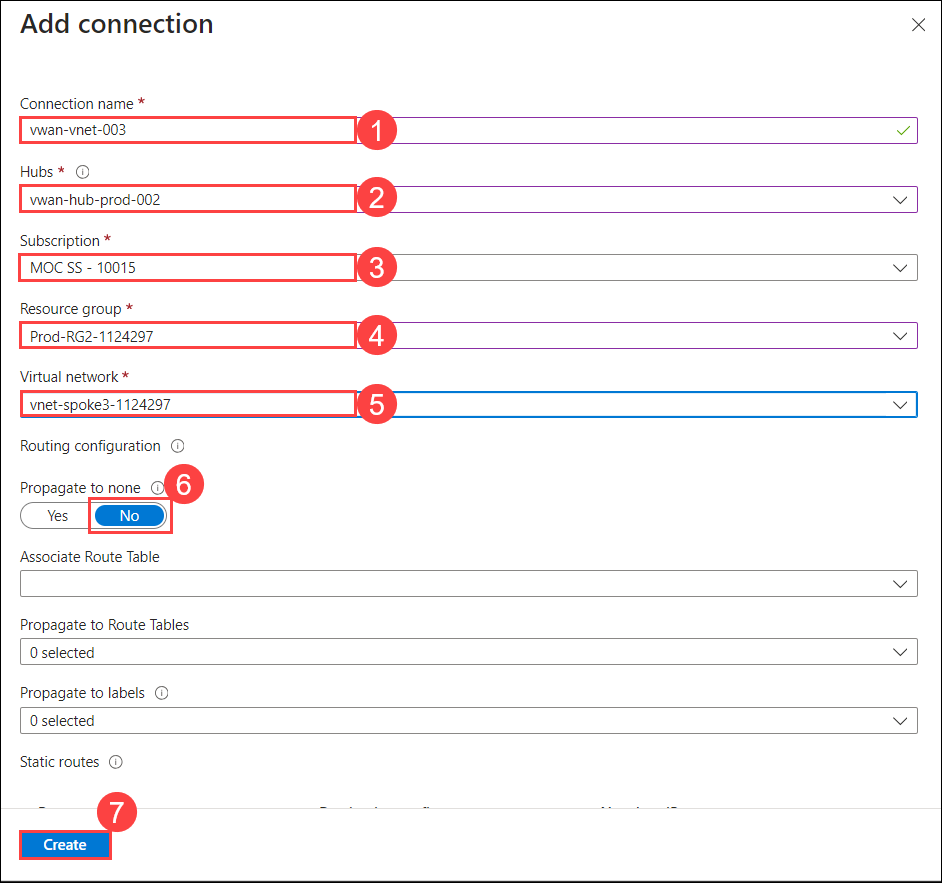 Add connection
Connection name *
vwan-vnet-003
1
Hubs *
vwan-hub-prod-002
2
Subscription *
MOC SS - 10015
3
Resource group *
Prod-RG2-1124297
4
Virtual network *
vnet-spoke3-1124297
5
Routing configuration
Propagate to none
6
Yes No
Associate Route Table
Propagate to Route Tables
0 selected
Propagate to labels
0 selected
Static routes
7
Create